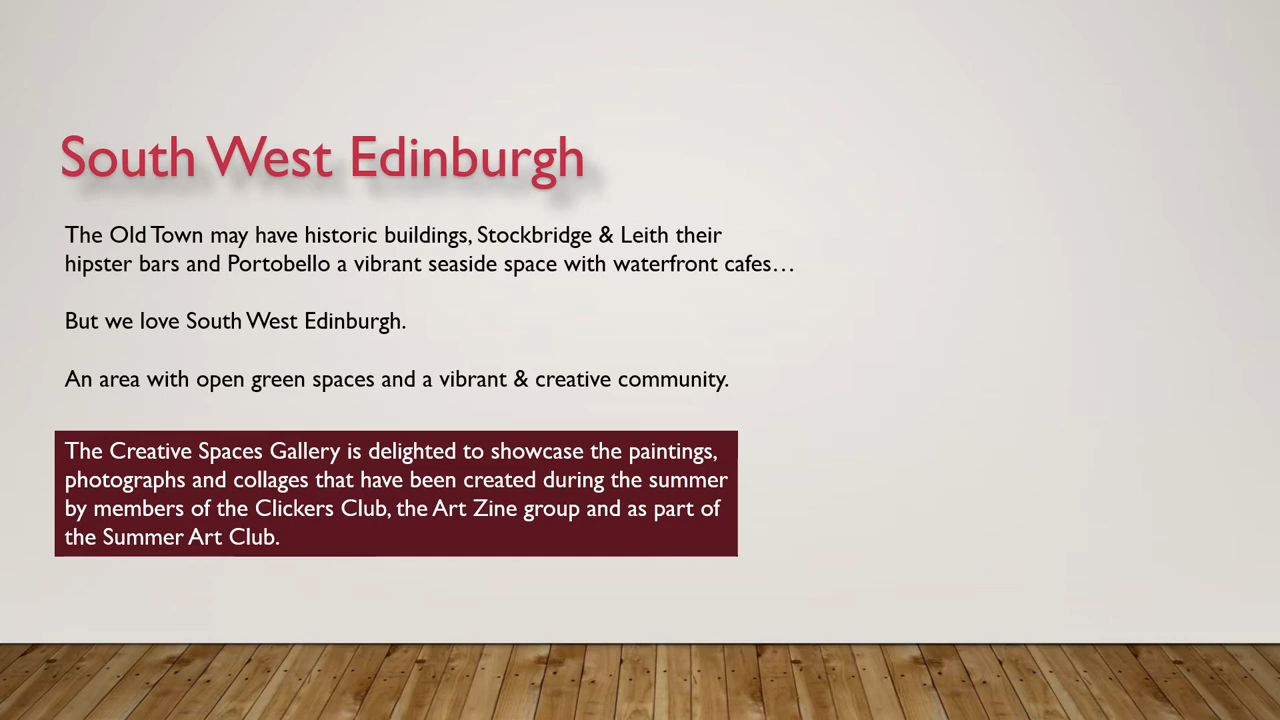 South West Edinburgh
The Old Town may have historic buildings, Stockbridge & Leith their
hipster bars and Portobello a vibrant seaside space with waterfront cafes…
But we love South West Edinburgh.
An area with open green spaces and a vibrant & creative community.
The Creative Spaces Gallery is delighted to showcase the paintings,
photographs and collages that have been created during the summer
by members of the Clickers Club, the Art Zine group and as part of
the Summer Art Club.